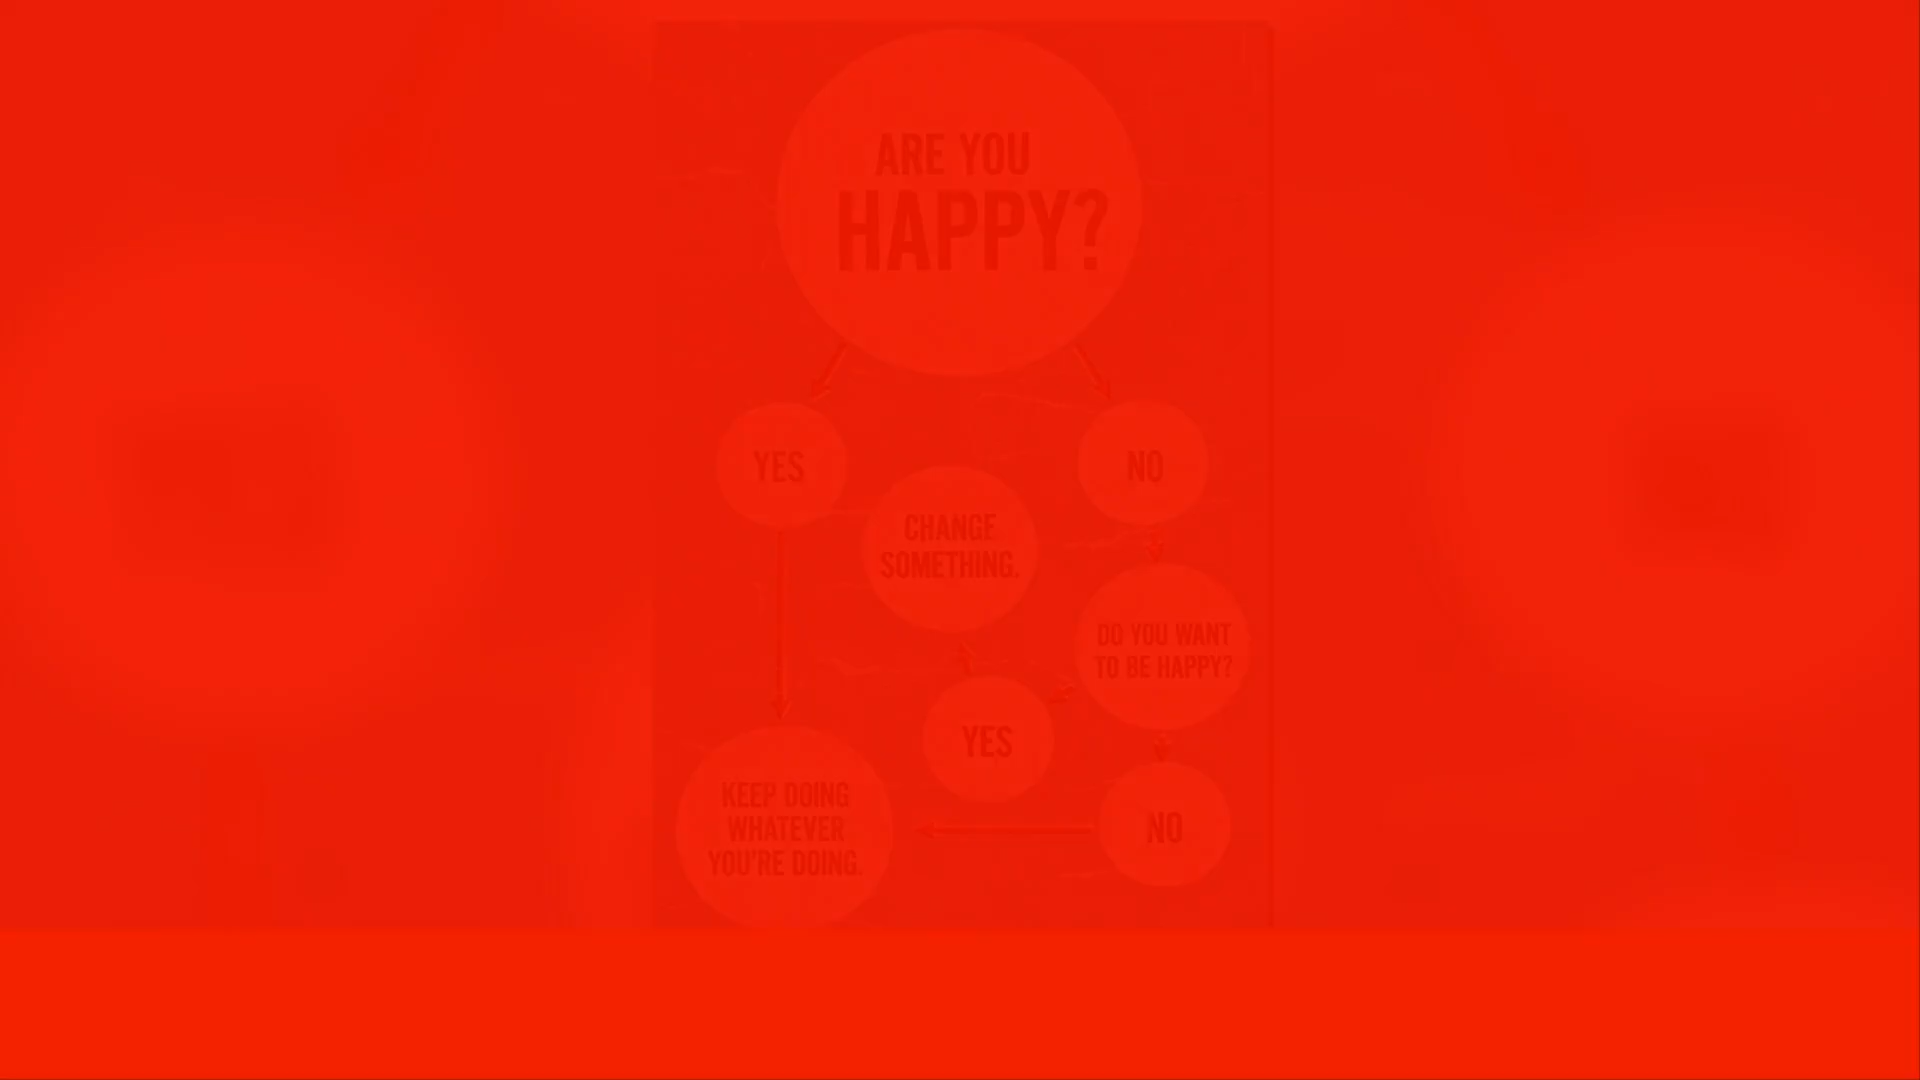 ARE YOU
HAPPY?
YES
NO
CHANGE
SOMETHING.
DO YOU WANT
TO BE HAPPY?
YES
KEEP DOING
WHATEVER
YOU'RE DOING.
NO